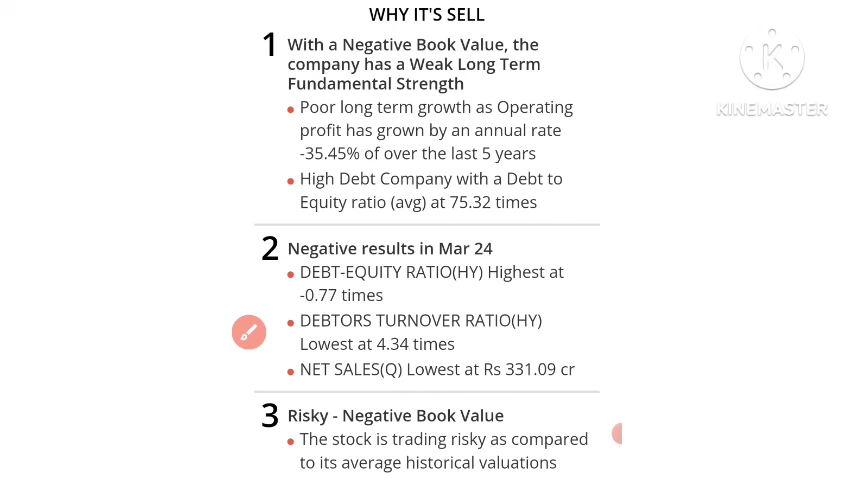 WHY IT'S SELL
1 With a Negative Book Value, the
company has a Weak Long Term
Fundamental Strength
Poor long term growth as Operating
profit has grown by an annual rate
-35.45% of over the last 5 years
High Debt Company with a Debt to
Equity ratio (avg) at 75.32 times
2 Negative results in Mar 24
DEBT-EQUITY RATIO(HY) Highest at
-0.77 times
DEBTORS TURNOVER RATIO(HY)
Lowest at 4.34 times
NET SALES(Q) Lowest at Rs 331.09 cr
3 Risky - Negative Book Value
The stock is trading risky as compared
to its average historical valuations
K
KINEMASTER